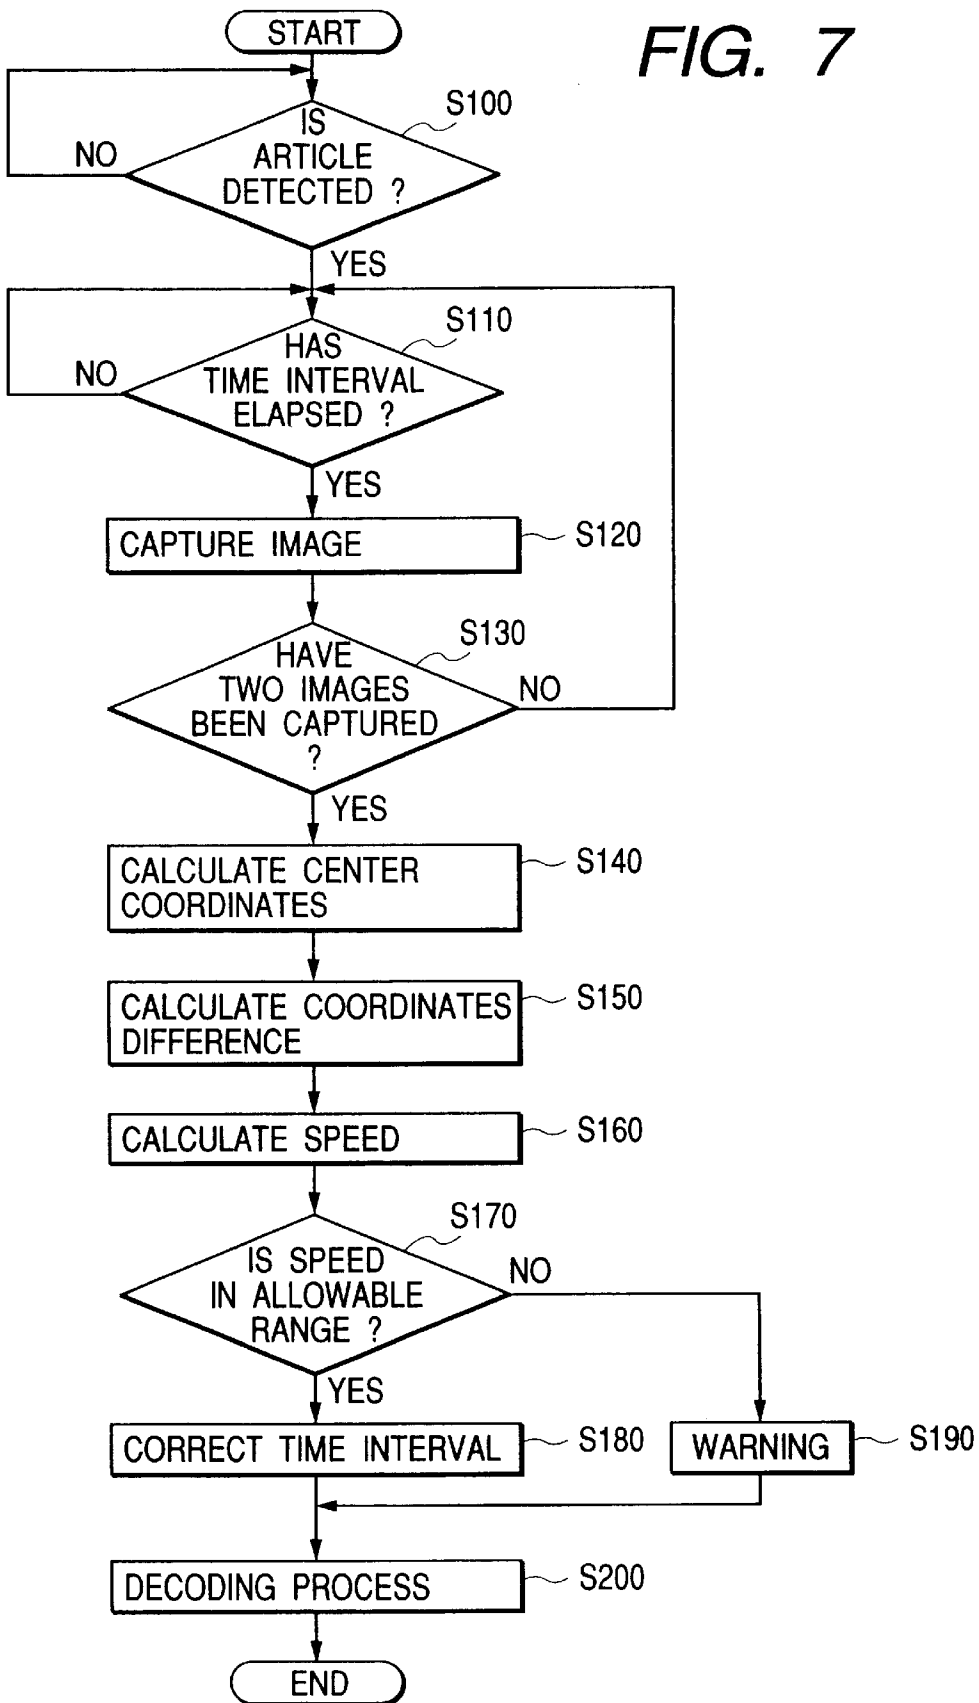 FIG. 7
START
S100
IS
ARTICLE
DETECTED ?
NO
YES
S110
HAS
TIME INTERVAL
ELAPSED ?
NO
YES
CAPTURE IMAGE
S120
S130
HAVE
TWO IMAGES
BEEN CAPTURED
?
NO
YES
CALCULATE CENTER
COORDINATES
S140
CALCULATE COORDINATES
DIFFERENCE
S150
CALCULATE SPEED
S160
S170
IS SPEED
IN ALLOWABLE
RANGE ?
NO
YES
CORRECT TIME INTERVAL
S180
WARNING
S190
DECODING PROCESS
S200
END